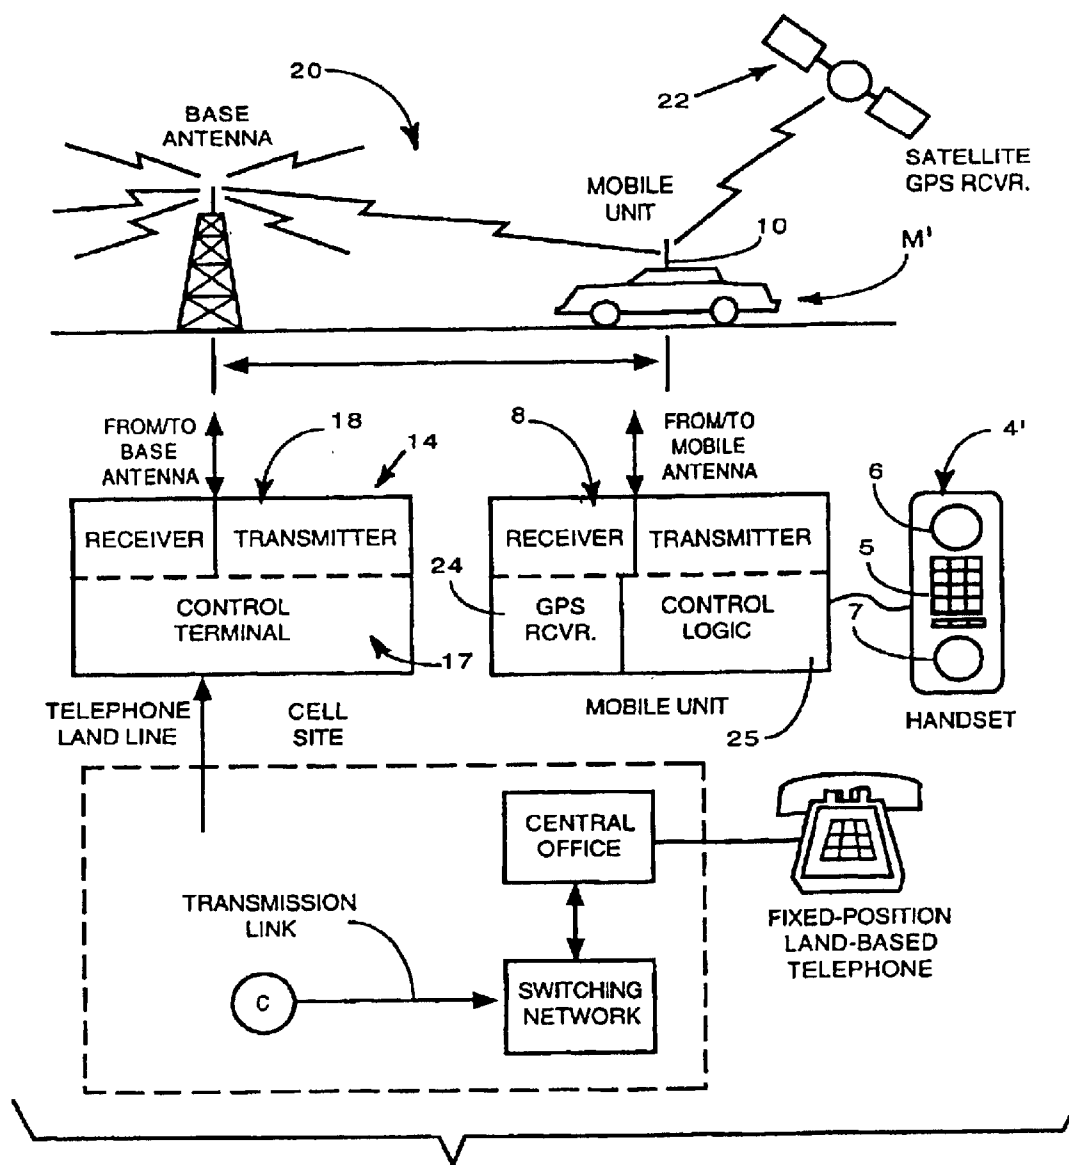 20
22
BASE
ANTENNA
SATELLITE
GPS RCVR.
MOBILE
UNIT
10
M'
FROM/TO
BASE
ANTENNA
18
14
8
FROM/TO
MOBILE
ANTENNA
4'
6
RECEIVER
TRANSMITTER
RECEIVER
TRANSMITTER
5
24
CONTROL
TERMINAL
GPS
RCVR.
CONTROL
LOGIC
7
17
TELEPHONE
LAND LINE
CELL
SITE
MOBILE UNIT
25
HANDSET
CENTRAL
OFFICE
TRANSMISSION
LINK
FIXED-POSITION
LAND-BASED
TELEPHONE
C
SWITCHING
NETWORK